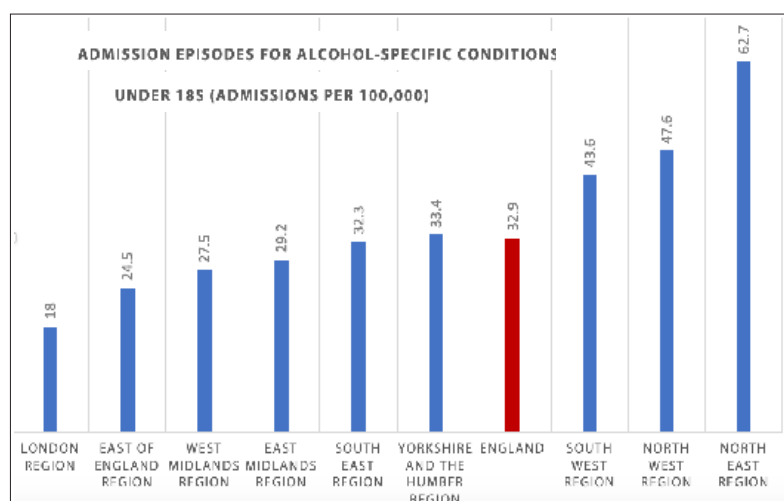 ADMISSION EPISODES FOR ALCOHOL-SPECIFIC CONDITIONS
UNDER 18S (ADMISSIONS PER 100,000)
18
24.5
27.5
29.2
32.3
33.4
32.9
43.6
47.6
62.7
LONDON
REGION
EAST OF
ENGLAND
REGION
WEST
MIDLANDS
REGION
EAST
MIDLANDS
REGION
SOUTH
EAST
REGION
YORKSHIRE
AND THE
HUMBER
REGION
ENGLAND
SOUTH
WEST
REGION
NORTH
WEST
REGION
NORTH
EAST
REGION